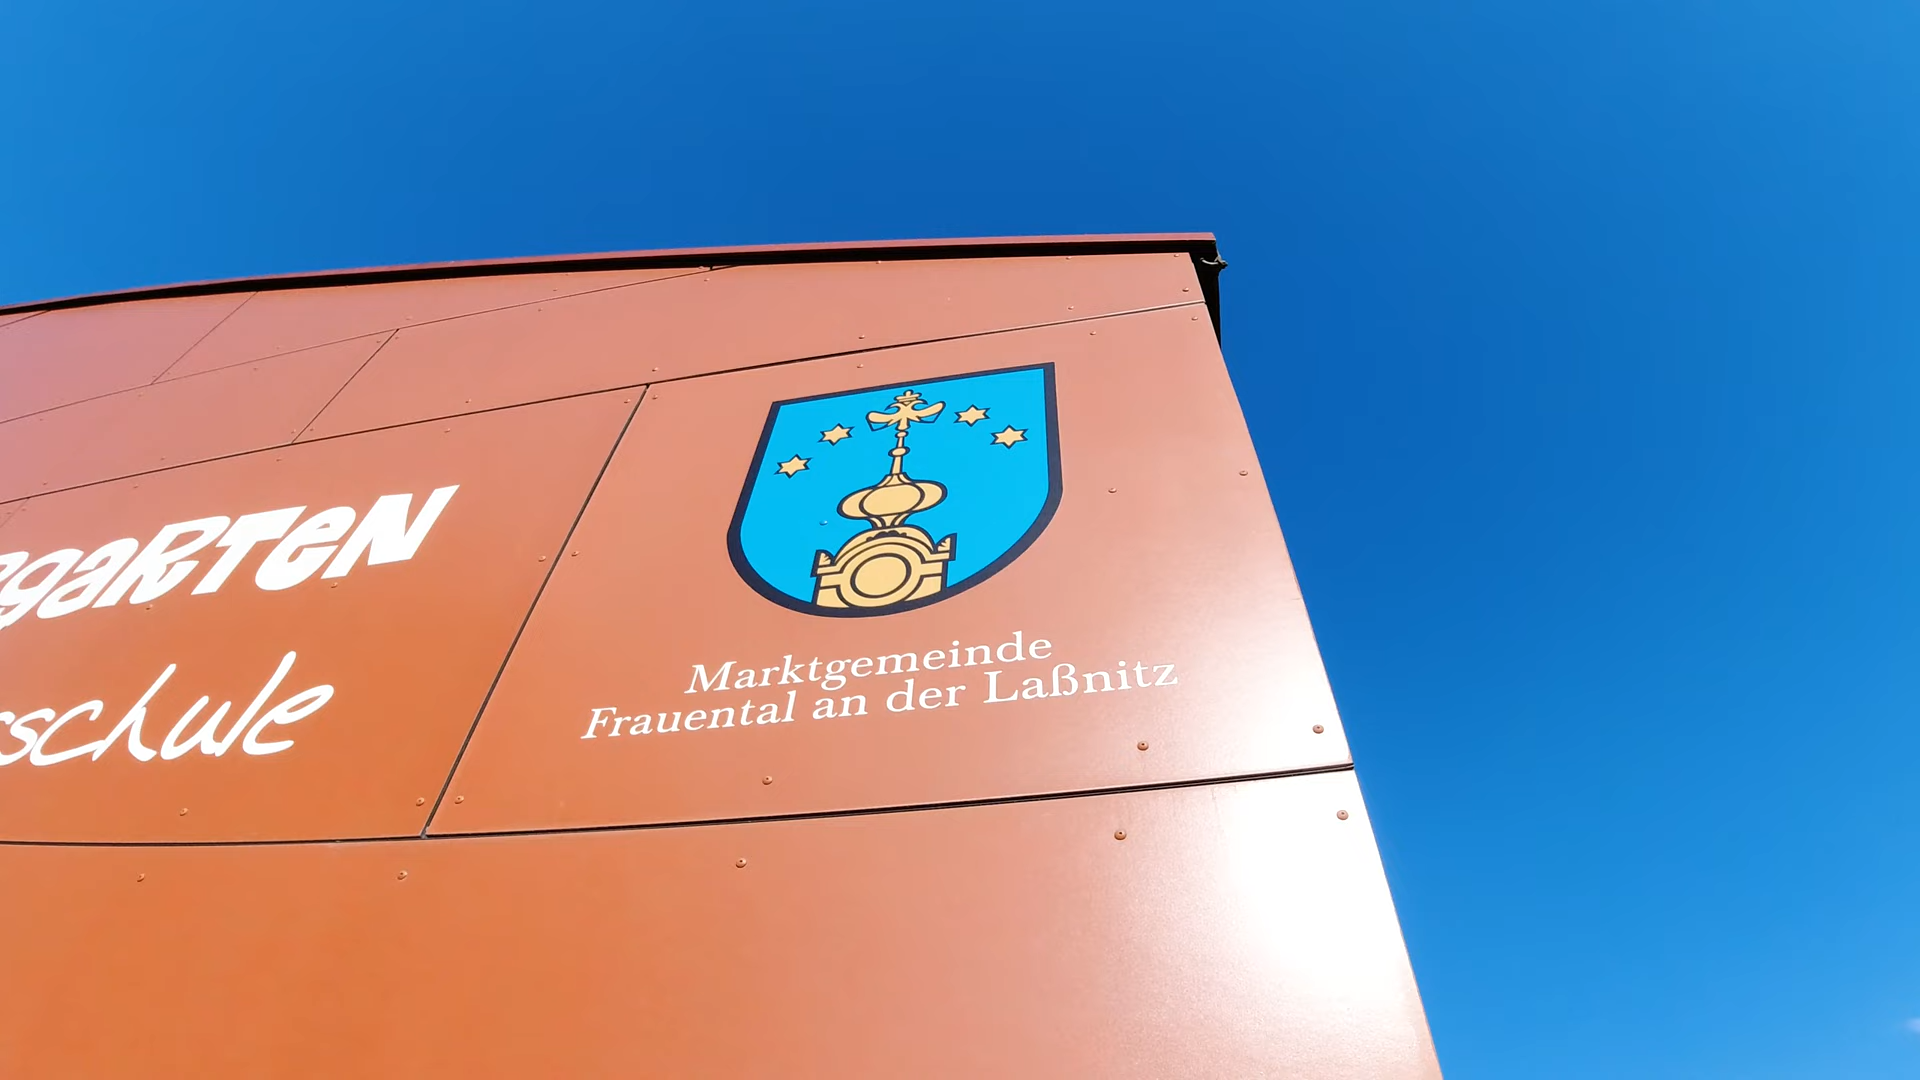 gaRTeN
schule
Marktgemeinde
Frauental an der Laßnitz